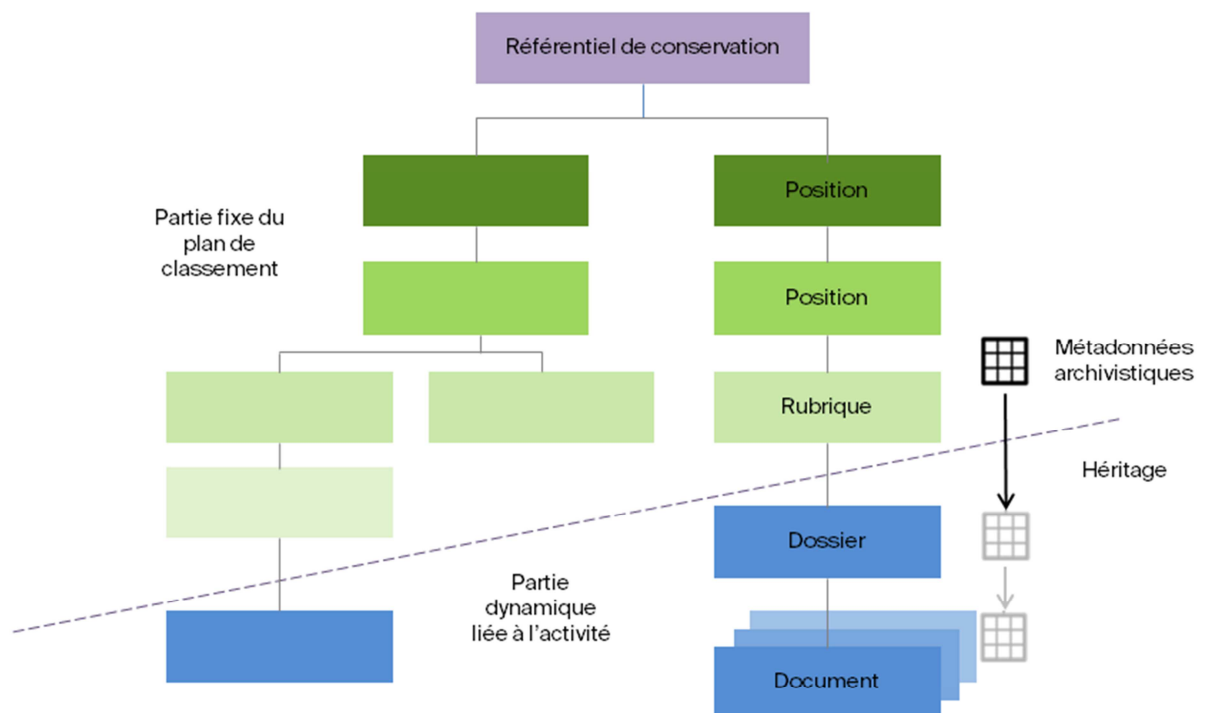 Référentiel de conservation
Position
Partie fixe du
plan de
classement
Position
Métadonnées
archivistiques
Rubrique
Héritage
Dossier
Partie
dynamique
liée à l'activité
Document